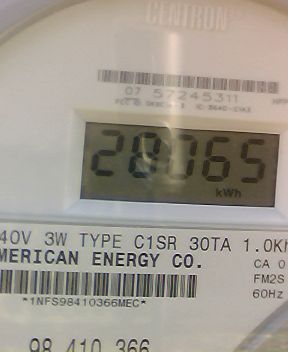 CENTRON
07 57245311
28065
kWh
40V 3W TYPE C1SR 30TA 1.0Kh
MERICAN ENERGY CO.
CA 0
FM2S
*1NFS98410366MEC*
60Hz
98 410 366